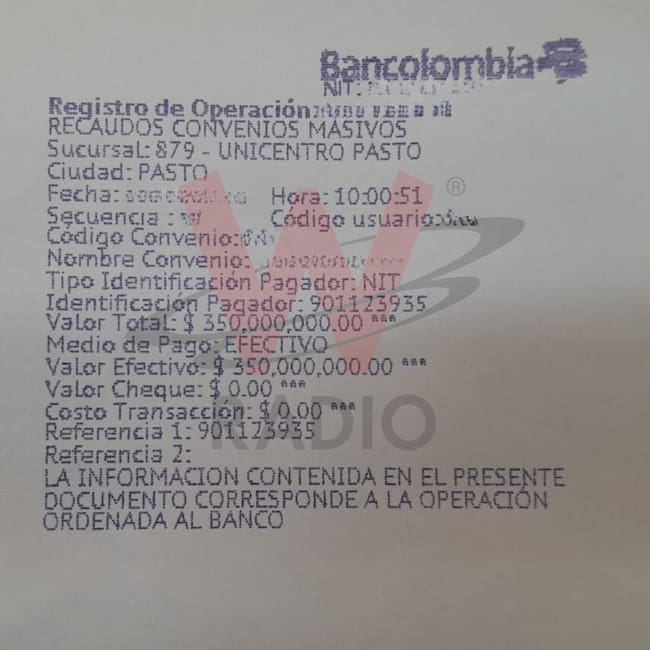 Bancolombia
NIT:
Registro de Operación:
RECAUDOS CONVENIOS MASIVOS
Sucursal: 879 - UNICENTRO PASTO
Ciudad: PASTO
Fecha: Hora: 10:00:51
Secuencia : Código usuario:
Código Convenio:
Nombre Convenio:
Tipo Identificación Pagador: NIT
Identificación Pagador: 901123935
Valor Total: $ 350,000,000.00 ***
Medio de Pago: EFECTIVO
Valor Efectivo: $ 350,000,000.00 ***
Valor Cheque: $ 0.00 ***
Costo Transacción: $ 0.00 ***
Referencia 1: 901123935
Referencia 2:
LA INFORMACION CONTENIDA EN EL PRESENTE
DOCUMENTO CORRESPONDE A LA OPERACIÓN
ORDENADA AL BANCO
W
RADIO
®